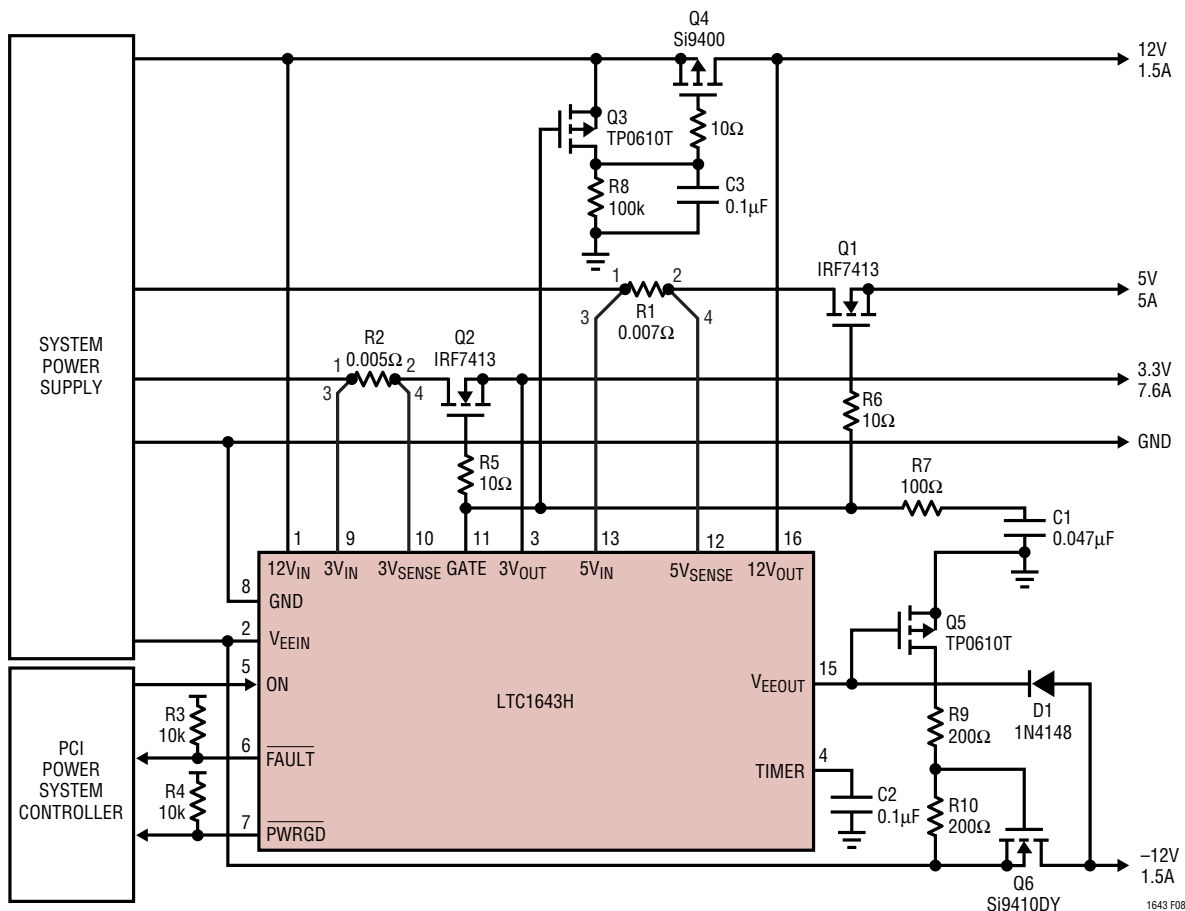 Q4
Si9400
12V
1.5A
Q3
TP0610T
10Ω
R8
100k
C3
0.1µF
Q1
IRF7413
5V
5A
1
2
R1
0.007Ω
3
4
SYSTEM
POWER
SUPPLY
R2
0.005Ω
1
2
3
4
Q2
IRF7413
3.3V
7.6A
R6
10Ω
GND
R5
10Ω
R7
100Ω
C1
0.047µF
1
9
10
11
3
13
12
16
12VIN
3VIN
3VSENSE
GATE
3VOUT
5VIN
5VSENSE
12VOUT
8
GND
2
VEEIN
5
ON
LTC1643H
15
VEEOUT
Q5
TP0610T
D1
1N4148
R9
200Ω
R3
10k
6
FAULT
PCI
POWER
SYSTEM
CONTROLLER
R4
10k
7
PWRGD
4
TIMER
C2
0.1µF
R10
200Ω
Q6
Si9410DY
–12V
1.5A
1643 F08